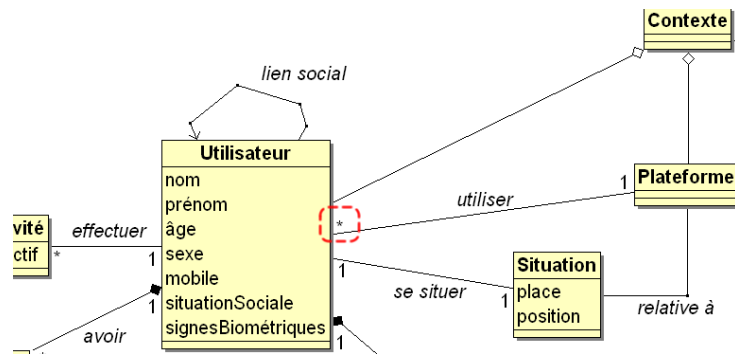 Contexte
lien social
Utilisateur
nom
prénom
âge
sexe
mobile
situationSociale
signesBiométriques
utiliser
1
Plateforme
*
effectuer
vité
ctif
*
1
1
se situer
1
Situation
place
position
relative à
1
avoir
1